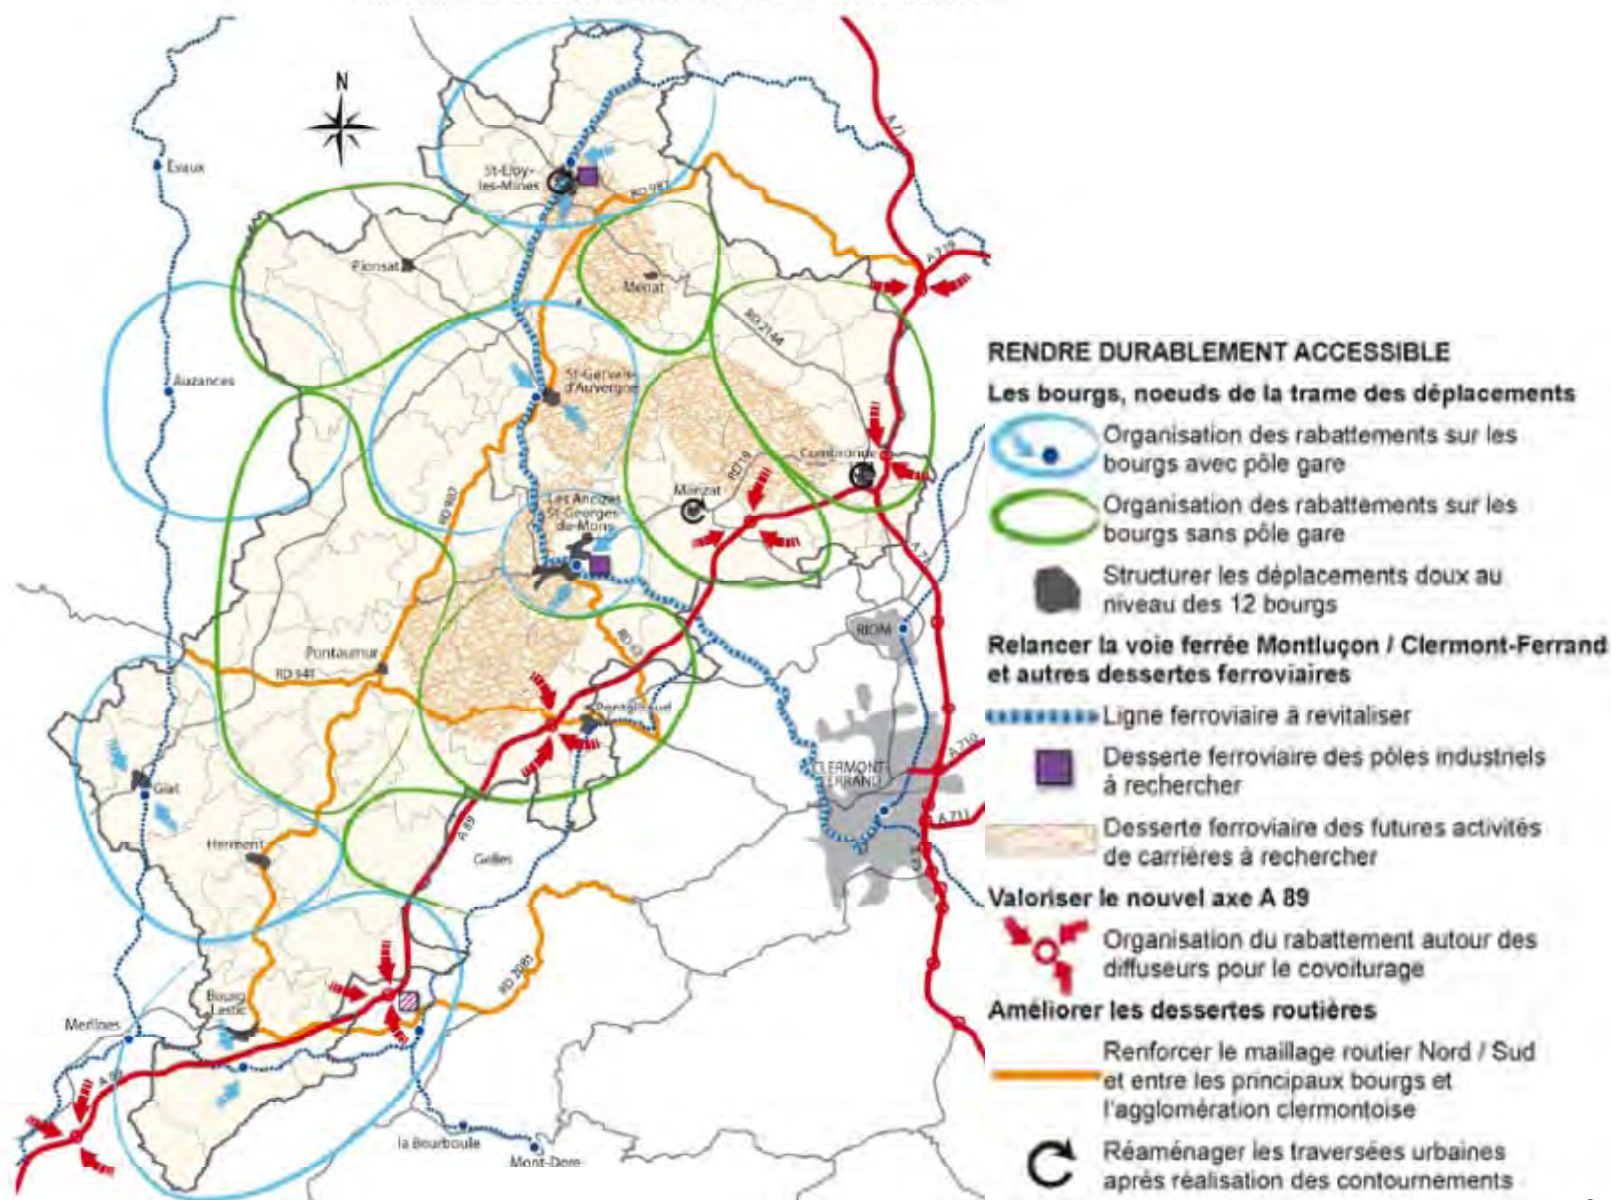 N
Evaux
St-Eloy-
les-Mines
RD 987
A 71
A 719
Pionsat
Menat
RD 2144
Auzances
St-Gervais-
d'Auvergne
Combronde
RD 19
Manzat
RD 987
Les Ancizes
St-Georges-
de-Mons
A 71
RIOM
Pontaumur
RD 941
Pontgibaud
CLERMONT-
FERRAND
A 710
A 711
Giat
A 89
Herment
Gelles
RD 2089
Bourg
Lastic
Merlines
A 89
la Bourboule
Mont-Dore
RENDRE DURABLEMENT ACCESSIBLE
Les bourgs, noeuds de la trame des déplacements
Organisation des rabattements sur les
bourgs avec pôle gare
Organisation des rabattements sur les
bourgs sans pôle gare
Structurer les déplacements doux au
niveau des 12 bourgs
Relancer la voie ferrée Montluçon / Clermont-Ferrand
et autres dessertes ferroviaires
Ligne ferroviaire à revitaliser
Desserte ferroviaire des pôles industriels
à rechercher
Desserte ferroviaire des futures activités
de carrières à rechercher
Valoriser le nouvel axe A 89
Organisation du rabattement autour des
diffuseurs pour le covoiturage
Améliorer les dessertes routières
Renforcer le maillage routier Nord / Sud
et entre les principaux bourgs et
l'agglomération clermontoise
Réaménager les traversées urbaines
après réalisation des contournements